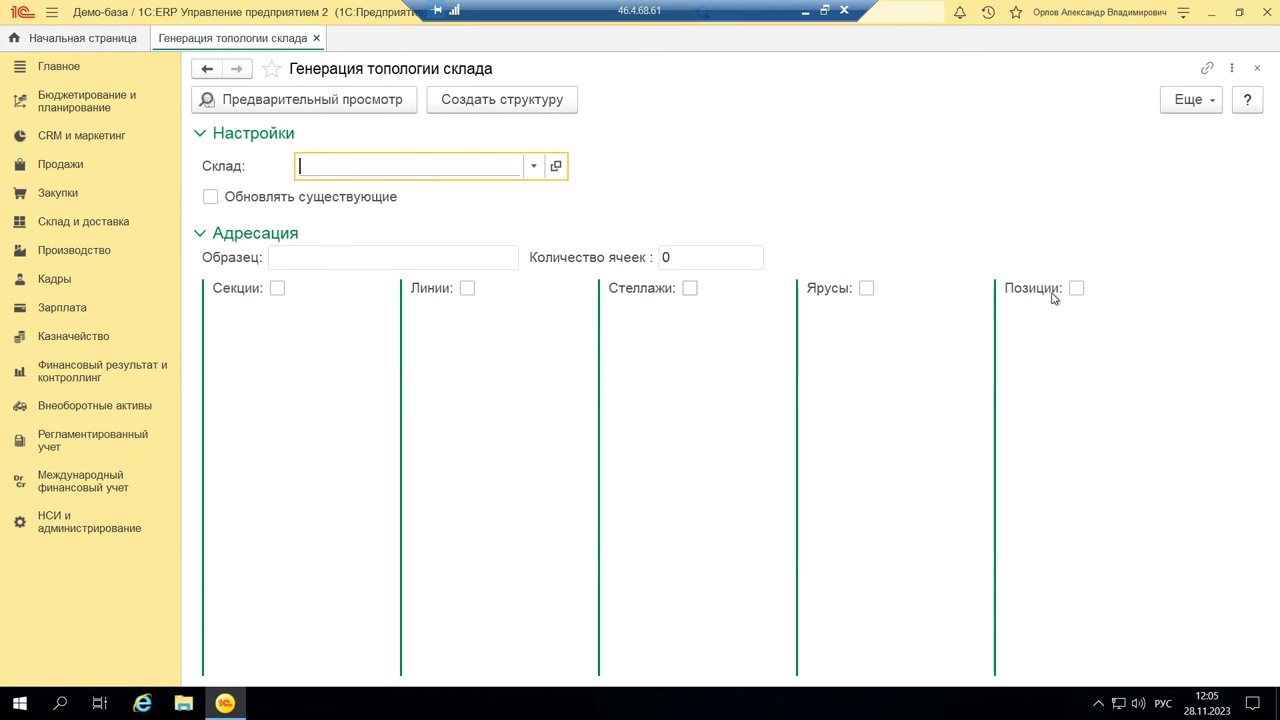 Демо-база / 1С:ERP Управление предприятием 2 (1С:Предприят
46.4.68.61
Орлов Александр Владимирович
Начальная страница
Генерация топологии склада ×
Главное
Бюджетирование и
планирование
CRM и маркетинг
Продажи
Закупки
Склад и доставка
Производство
Кадры
Зарплата
Казначейство
Финансовый результат и
контроллинг
Внеоборотные активы
Регламентированный
учет
Международный
финансовый учет
НСИ и
администрирование
Генерация топологии склада
Предварительный просмотр
Создать структуру
Еще
?
Настройки
Склад:
Обновлять существующие
Адресация
Образец:
Количество ячеек :
0
Секции:
Линии:
Стеллажи:
Ярусы:
Позиции:
РУС
12:05
28.11.2023